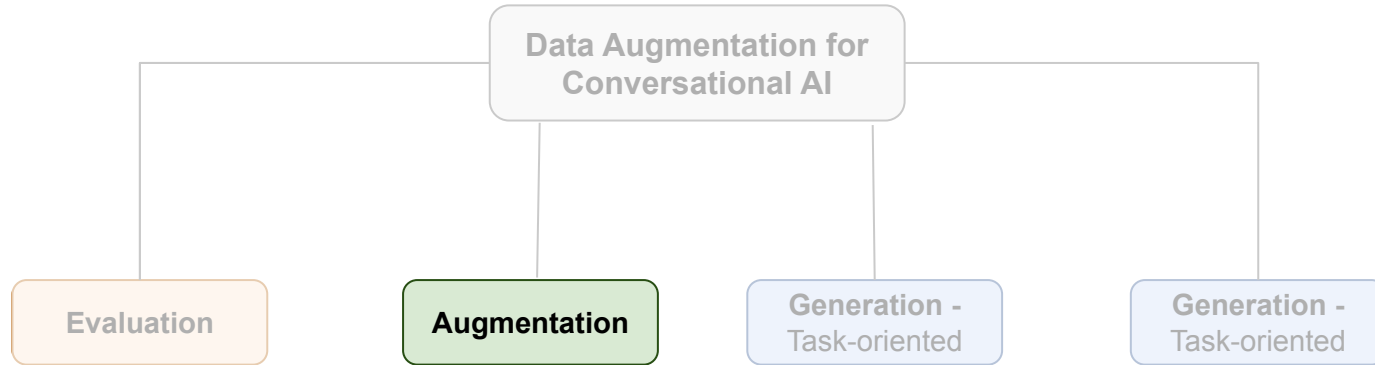 Data Augmentation for
Conversational AI
Evaluation
Augmentation
Generation -
Task-oriented
Generation -
Task-oriented